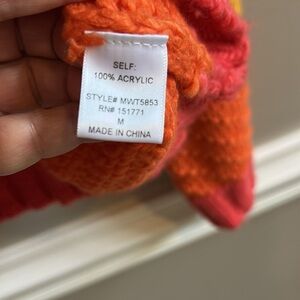 SELF:
100% ACRYLIC
STYLE# MWT5853
RN# 151771
M
MADE IN CHINA